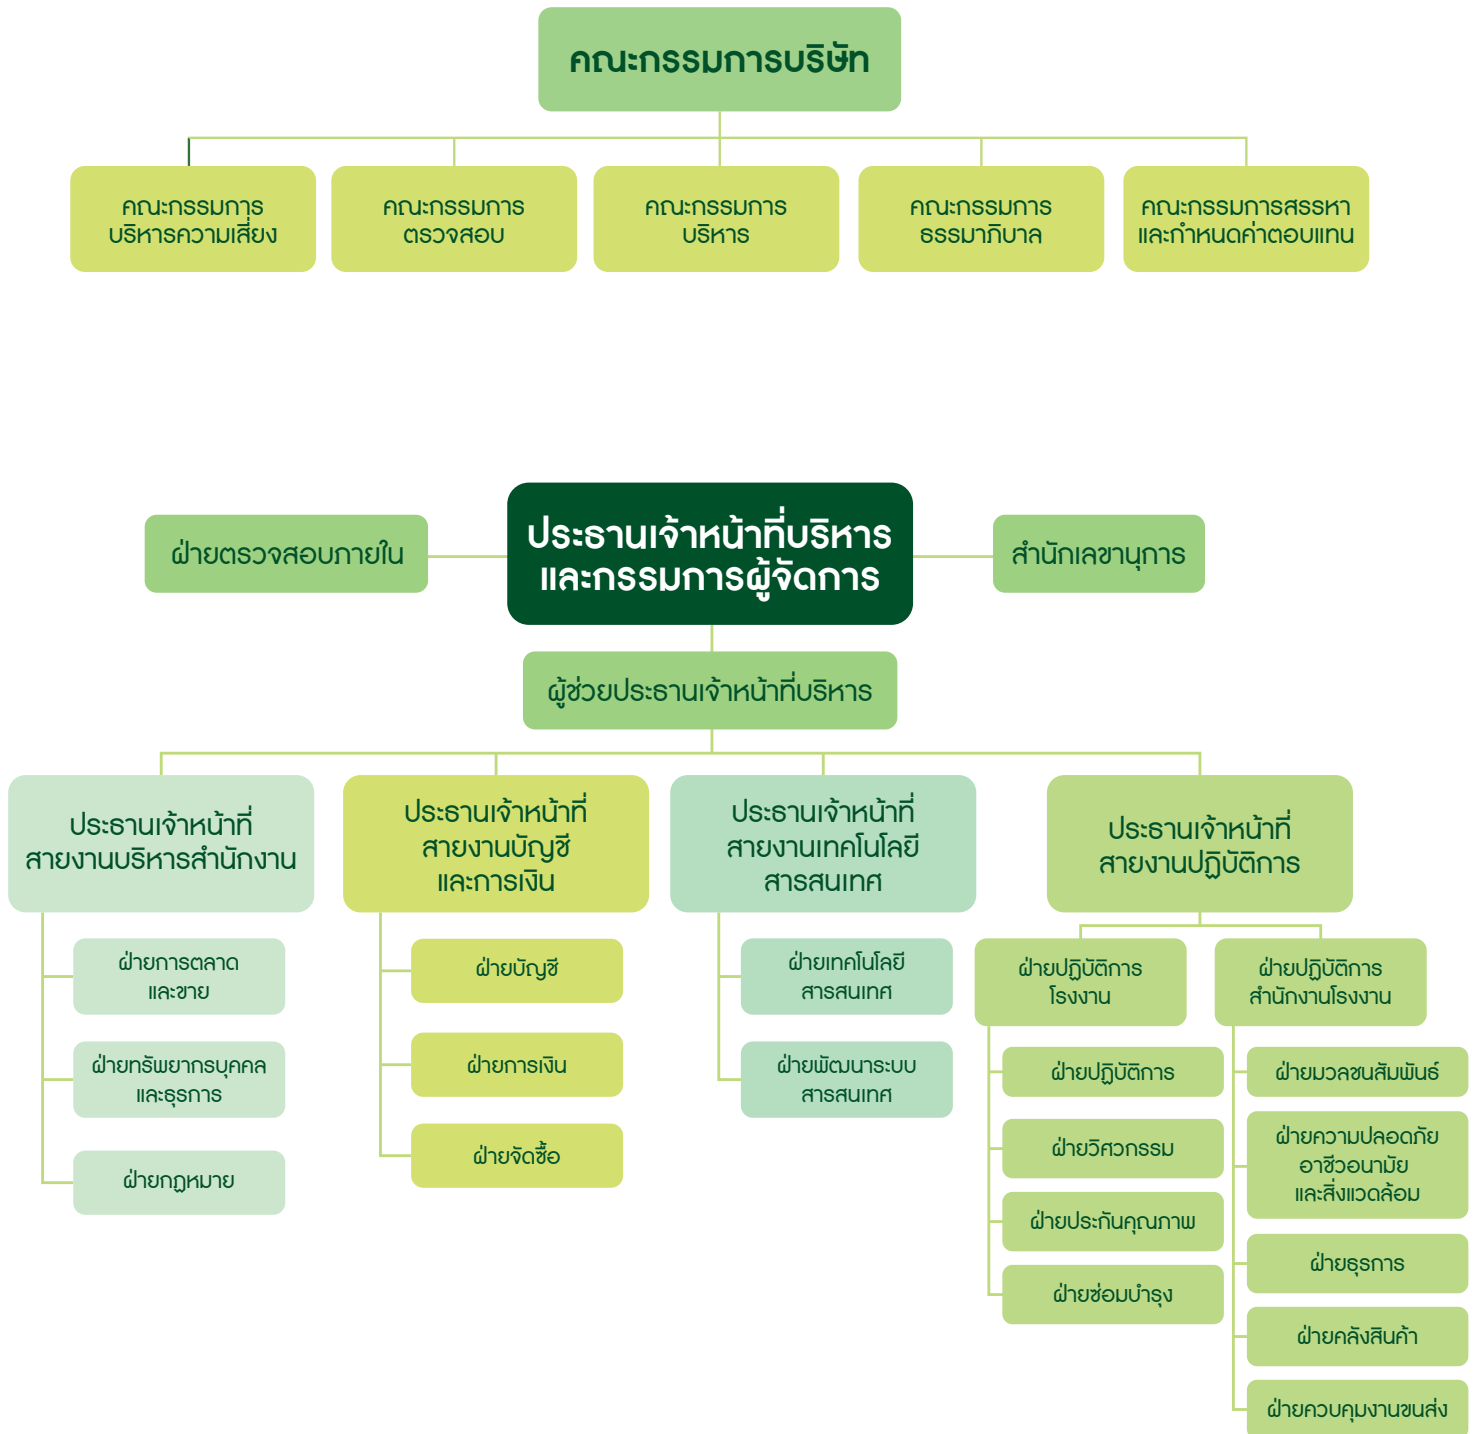 คณะกรรมการบริษัท
คณะกรรมการ
บริหารความเสี่ยง
คณะกรรมการ
ตรวจสอบ
คณะกรรมการ
บริหาร
คณะกรรมการ
ธรรมาภิบาล
คณะกรรมการสรรหา
และกำหนดค่าตอบแทน
ฝ่ายตรวจสอบภายใน
ประธานเจ้าหน้าที่บริหาร
และกรรมการผู้จัดการ
สำนักเลขานุการ
ผู้ช่วยประธานเจ้าหน้าที่บริหาร
ประธานเจ้าหน้าที่
สายงานบริหารสำนักงาน
ฝ่ายการตลาด
และขาย
ฝ่ายทรัพยากรบุคคล
และธุรการ
ฝ่ายกฎหมาย
ประธานเจ้าหน้าที่
สายงานบัญชี
และการเงิน
ฝ่ายบัญชี
ฝ่ายการเงิน
ฝ่ายจัดซื้อ
ประธานเจ้าหน้าที่
สายงานเทคโนโลยี
สารสนเทศ
ฝ่ายเทคโนโลยี
สารสนเทศ
ฝ่ายพัฒนาระบบ
สารสนเทศ
ประธานเจ้าหน้าที่
สายงานปฏิบัติการ
ฝ่ายปฏิบัติการ
โรงงาน
ฝ่ายปฏิบัติการ
ฝ่ายวิศวกรรม
ฝ่ายประกันคุณภาพ
ฝ่ายซ่อมบำรุง
ฝ่ายปฏิบัติการ
สำนักงานโรงงาน
ฝ่ายมวลชนสัมพันธ์
ฝ่ายความปลอดภัย
อาชีวอนามัย
และสิ่งแวดล้อม
ฝ่ายธุรการ
ฝ่ายคลังสินค้า
ฝ่ายควบคุมงานขนส่ง